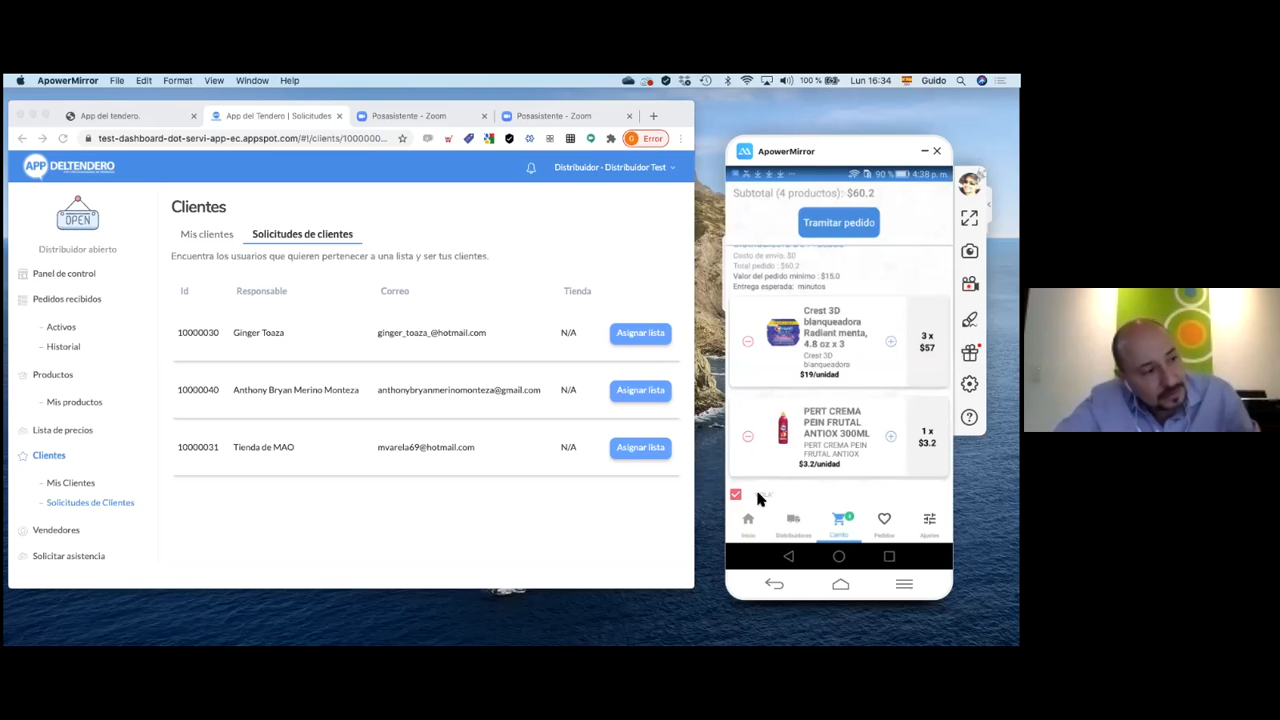 ApowerMirror File Edit Format View Window Help
100 % Lun 16:34 Guido
App del tendero.
App del Tendero | Solicitudes
Posasistente - Zoom
Posasistente - Zoom
test-dashboard-dot-servi-app-ec.appspot.com/#!/clients/1000000...
Error
APP DELTENDERO
Distribuidor - Distribuidor Test
OPEN
Distribuidor abierto
Panel de control
Pedidos recibidos
Activos
Historial
Productos
Mis productos
Lista de precios
Clientes
Mis Clientes
Solicitudes de Clientes
Vendedores
Solicitar asistencia
Clientes
Mis clientes Solicitudes de clientes
Encuentra los usuarios que quieren pertenecer a una lista y ser tus clientes.
Id Responsable Correo Tienda
10000030 Ginger Toaza ginger_toaza_@hotmail.com N/A Asignar lista
10000040 Anthony Bryan Merino Monteza anthonybryanmerinomonteza@gmail.com N/A Asignar lista
10000031 Tienda de MAO mvarela69@hotmail.com N/A Asignar lista
ApowerMirror
90 % 4:38 p. m.
Subtotal (4 productos): $60.2
Tramitar pedido
Costo de envío. $0
Total pedido : $60.2
Valor del pedido mínimo : $15.0
Entrega esperada: minutos
Crest 3D
blanqueadora
Radiant menta,
4.8 oz x 3
Crest 3D
blanqueadora
$19/unidad
3 x
$57
PERT CREMA
PEIN FRUTAL
ANTIOX 300ML
PERT CREMA PEIN
FRUTAL ANTIOX
$3.2/unidad
1 x
$3.2
Inicio Distribuidores Carrito Pedidos Ajustes